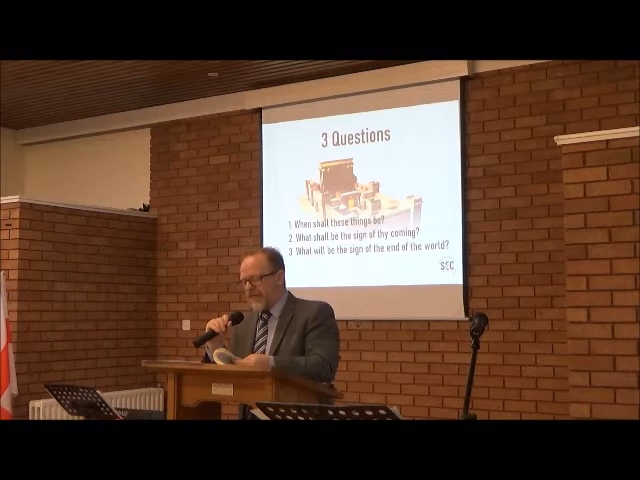 3 Questions
1. When shall these things be?
2. What shall be the sign of thy coming?
3. What will be the sign of the end of the world?
SEC